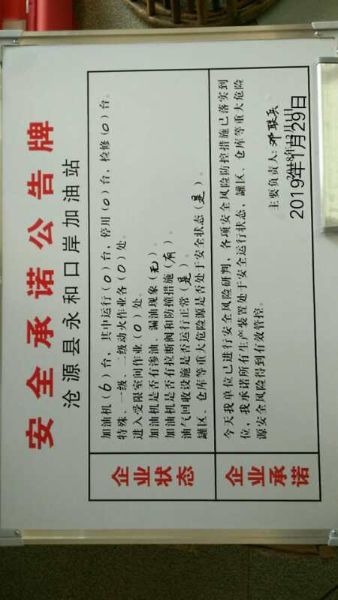 安全承诺公告牌
沧源县永和口岸加油站
企业状态
加油机（6）台，其中运行（0）台，停用（0）台，检修（0）台。
特殊、一级、二级动火作业各（0）处。
进入受限空间作业（0）处。
加油机是否有渗油、漏油现象（无）。
加油机是否有拉断阀和防撞措施（有）。
油气回收设施是否运行正常（是）。
罐区、仓库等重大危险源是否处于安全状态（是）。
企业承诺
今天我单位已进行安全风险研判，各项安全风险防控措施已落实到
位，我承诺所有生产装置处于安全运行状态，罐区、仓库等重大危险
源安全风险得到有效管控。
主要负责人：
2019年1月29日